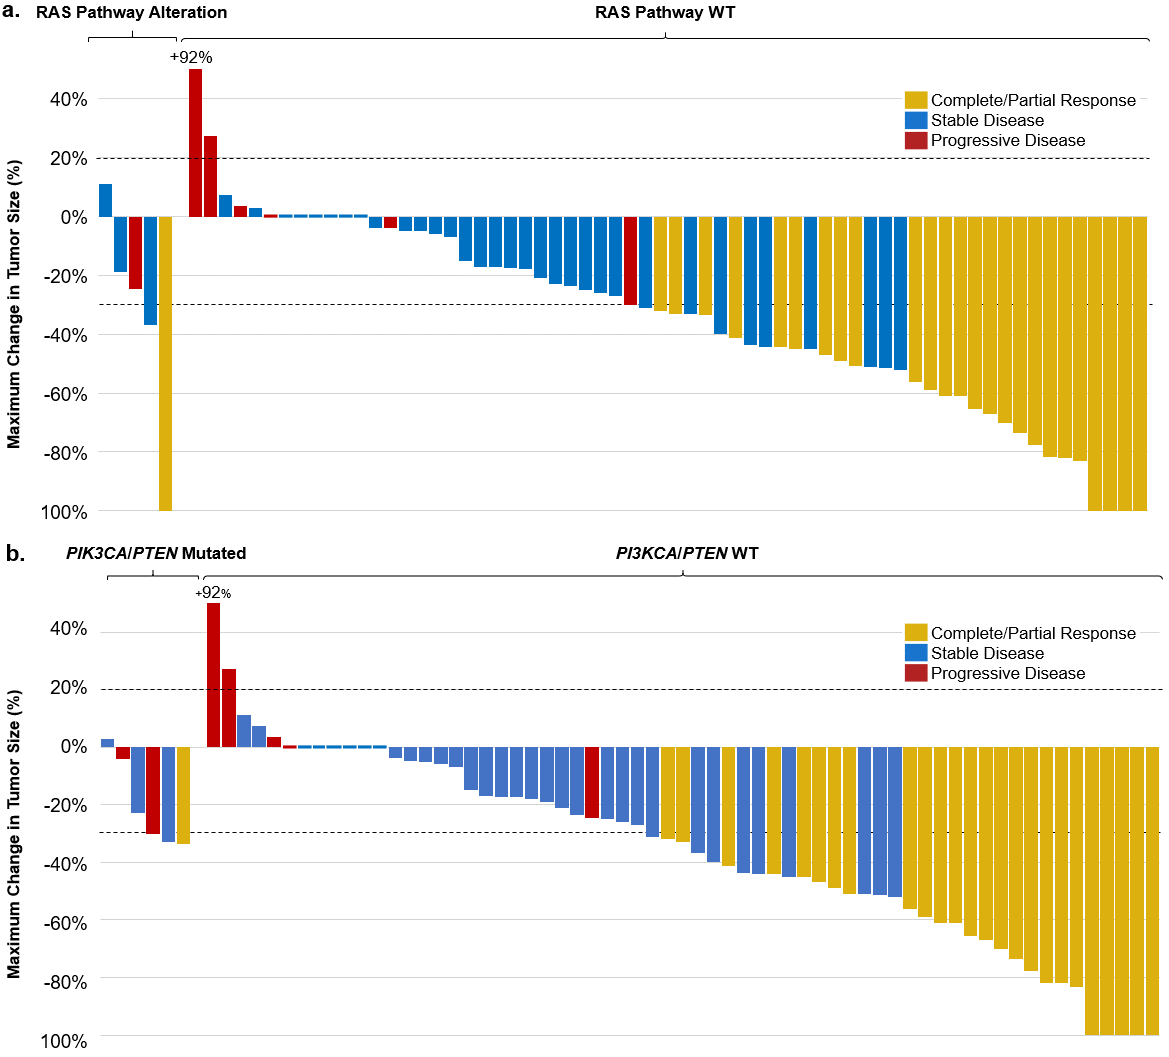 a. RAS Pathway Alteration RAS Pathway WT
+92%
Maximum Change in Tumor Size (%)
40%
20%
0%
-20%
-40%
-60%
-80%
100%
Complete/Partial Response
Stable Disease
Progressive Disease
b. PIK3CA/PTEN Mutated PI3KCA/PTEN WT
+92%
Maximum Change in Tumor Size (%)
40%
20%
0%
-20%
-40%
-60%
-80%
100%
Complete/Partial Response
Stable Disease
Progressive Disease